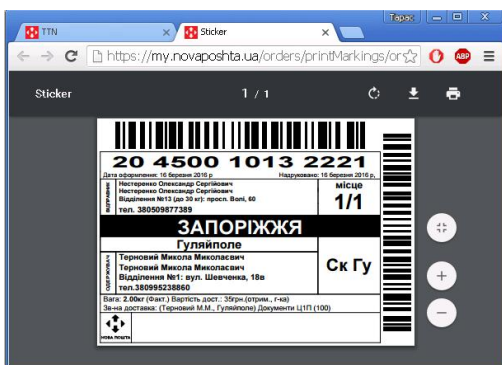 TTN
Sticker
Тарас
https://my.novaposhta.ua/orders/printMarkings/or
ABP
Sticker
1 / 1
20 4500 1013 2221
Дата оформлення: 16 березня 2016 р Надруковано: 16 березня 2016 р,
ВІДПРАВНИК
Нестеренко Олександр Сергійович
Нестеренко Олександр Сергійович
Відділення №13 (до 30 кг): просп. Волі, 60
тел. 380509877389
місце
1/1
ЗАПОРІЖЖЯ
Гуляйполе
ОДЕРЖУВАЧ
Терновий Микола Миколаєвич
Терновий Микола Миколаєвич
Відділення №1: вул. Шевченка, 18в
тел.380995238860
Ск Гу
Вага: 2.00кг (Факт.) Вартість дост.: 35грн.(отрим., г-ка)
Зв-на доставка: (Терновий М.М., Гуляйполе) Документи Ц1П (100)
НОВА ПОШТА